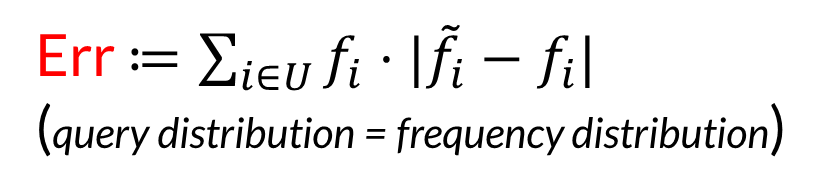 Err := ∑_{i∈U} f_i · |f̃_i − f_i|
(query distribution = frequency distribution)